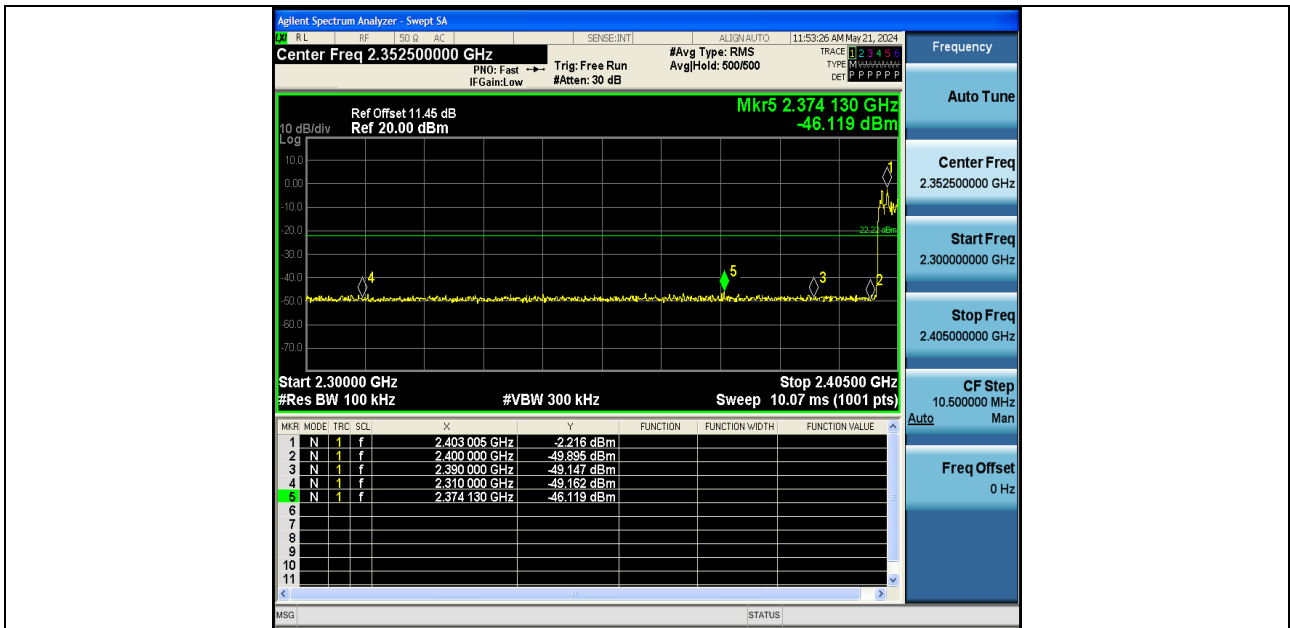 Agilent Spectrum Analyzer - Swept SA
RL RF 50 Ω AC SENSE:INT ALIGN AUTO 11:53:26 AM May 21, 2024
Center Freq 2.352500000 GHz
PNO: Fast
IFGain:Low
Trig: Free Run
#Atten: 30 dB
#Avg Type: RMS
Avg|Hold: 500/500
TRACE 1 2 3 4 5 6
TYPE M
DET P P P P P P
Ref Offset 11.45 dB
10 dB/div Ref 20.00 dBm
Log
Mkr5 2.374 130 GHz
-46.119 dBm
10.0
0.00
-10.0
-20.0
-30.0
-40.0
-50.0
-60.0
-70.0
1
-22.22 dBm
4
5
3
2
Start 2.30000 GHz Stop 2.40500 GHz
#Res BW 100 kHz #VBW 300 kHz Sweep 10.07 ms (1001 pts)
MKR MODE TRC SCL X Y FUNCTION FUNCTION WIDTH FUNCTION VALUE
1 N 1 f 2.403 005 GHz -2.216 dBm
2 N 1 f 2.400 000 GHz -49.895 dBm
3 N 1 f 2.390 000 GHz -49.147 dBm
4 N 1 f 2.310 000 GHz -49.162 dBm
5 N 1 f 2.374 130 GHz -46.119 dBm
6
7
8
9
10
11
MSG STATUS
Frequency
Auto Tune
Center Freq
2.352500000 GHz
Start Freq
2.300000000 GHz
Stop Freq
2.405000000 GHz
CF Step
10.500000 MHz
Auto Man
Freq Offset
0 Hz